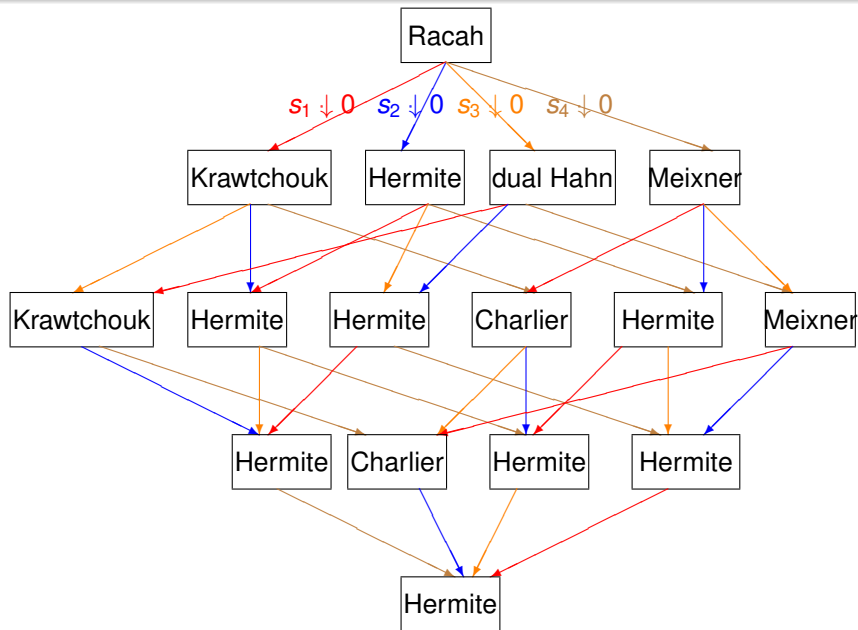 Racah
s₁ ↓ 0 s₂ ↓ 0 s₃ ↓ 0 s₄ ↓ 0
Krawtchouk Hermite dual Hahn Meixner
Krawtchouk Hermite Hermite Charlier Hermite Meixner
Hermite Charlier Hermite Hermite
Hermite